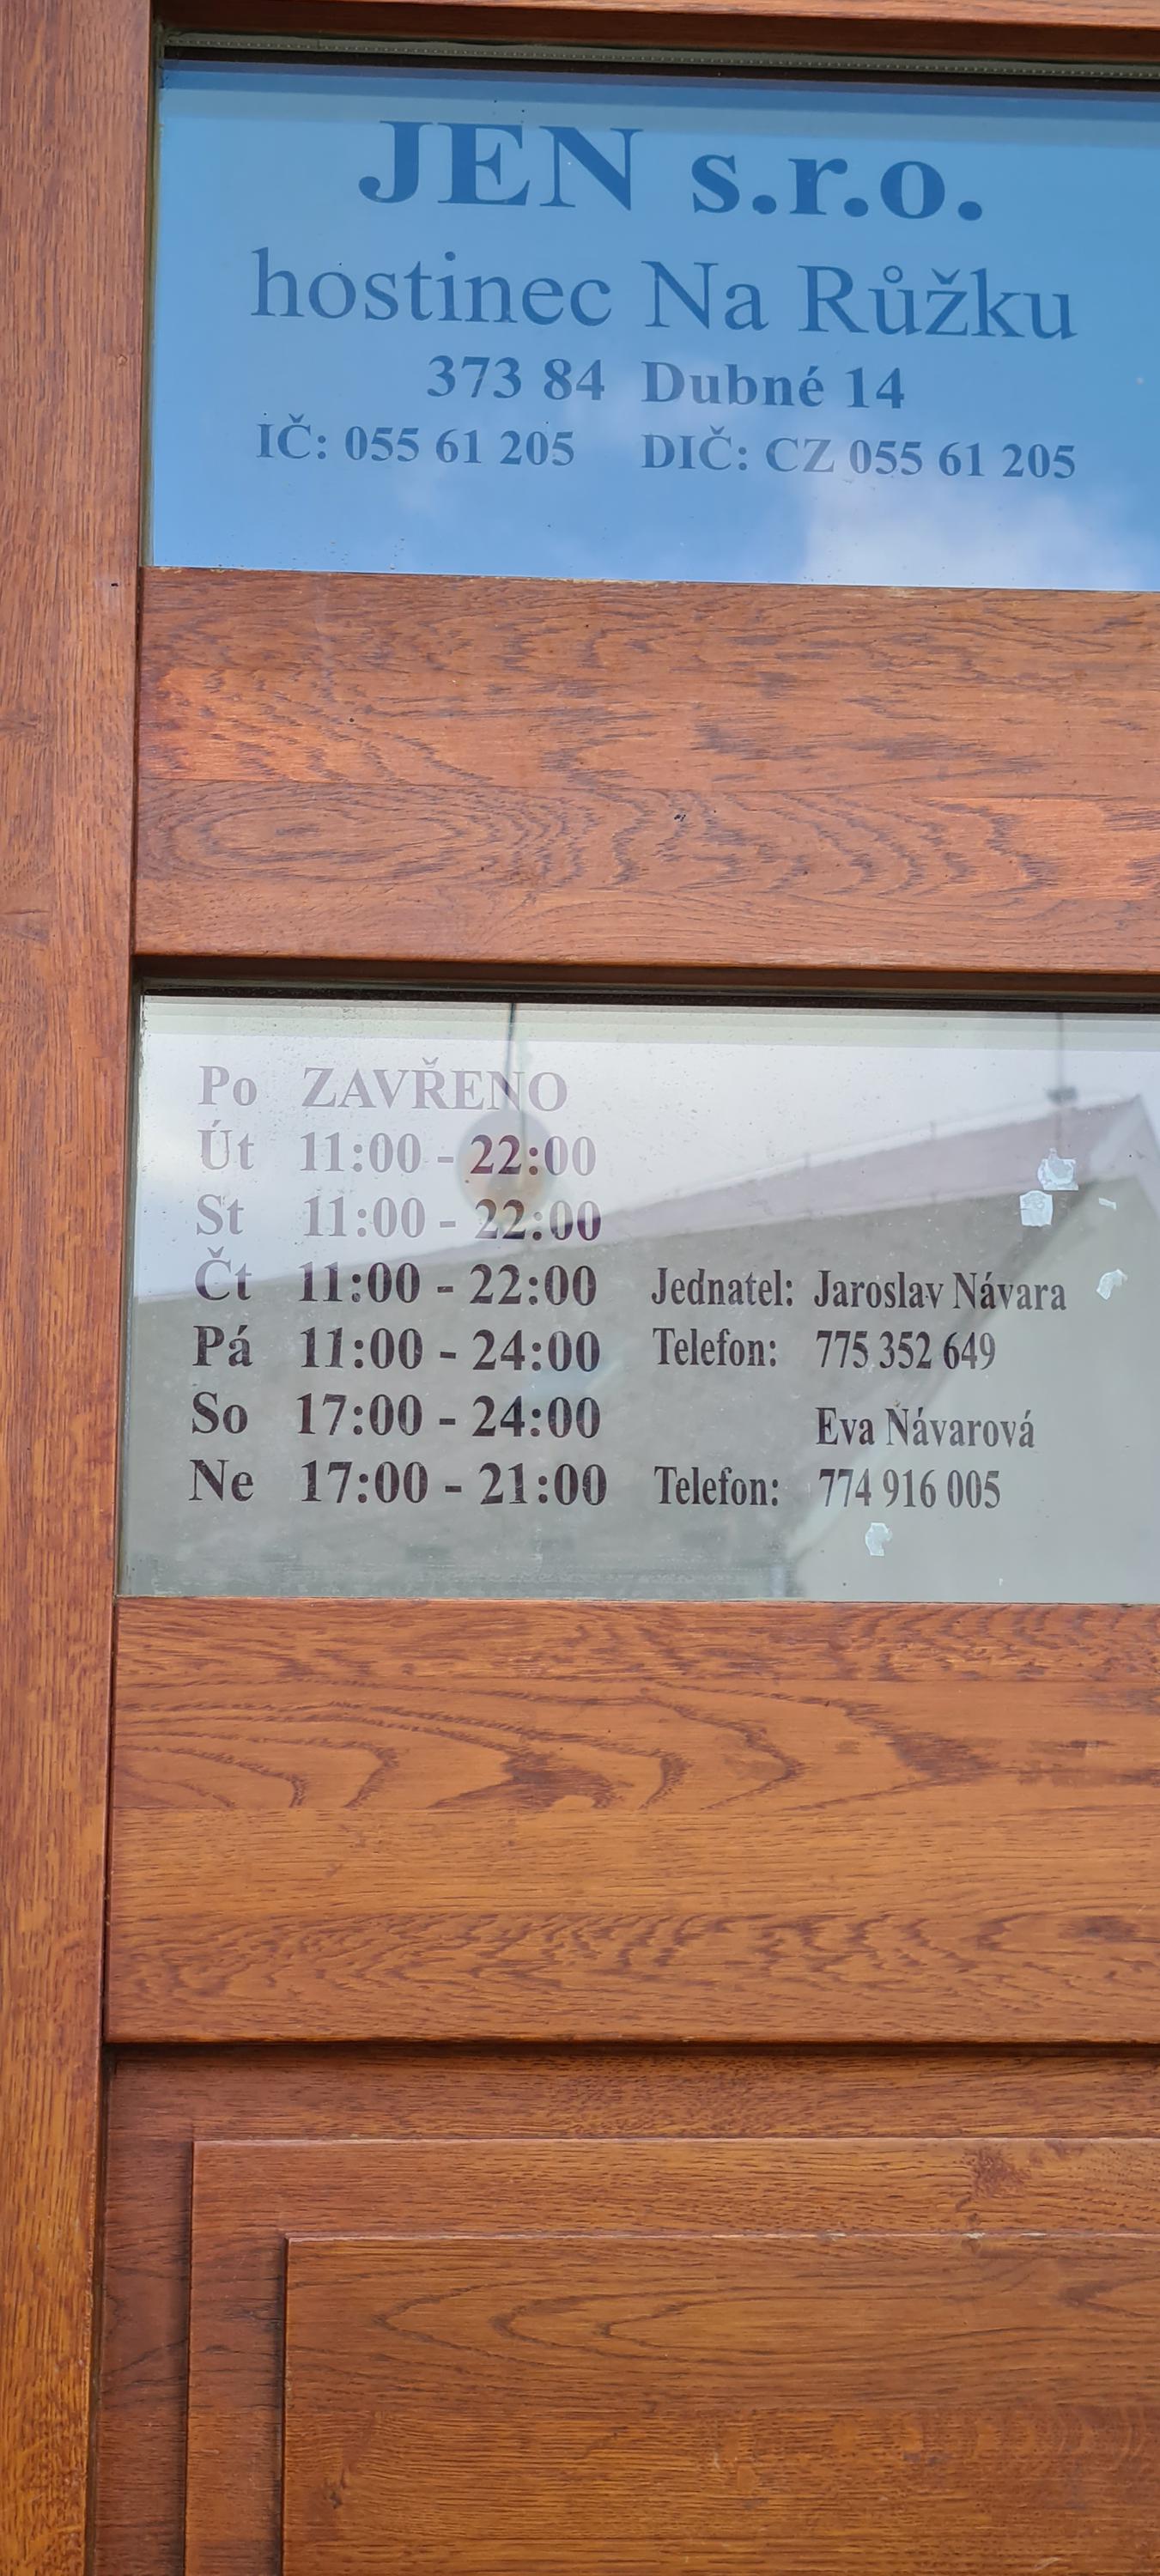 JEN s.r.o.
hostinec Na Růžku
373 84 Dubné 14
IČ: 055 61 205 DIČ: CZ 055 61 205
Po ZAVŘENO
Út 11:00 - 22:00
St 11:00 - 22:00
Čt 11:00 - 22:00
Pá 11:00 - 24:00
So 17:00 - 24:00
Ne 17:00 - 21:00
Jednatel: Jaroslav Návara
Telefon: 775 352 649
Eva Návarová
Telefon: 774 916 005